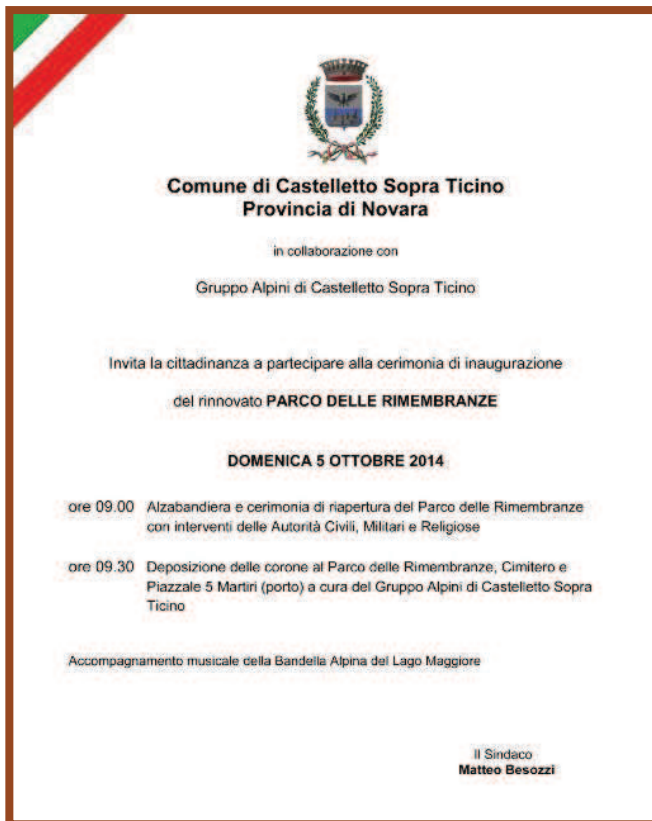 Comune di Castelletto Sopra Ticino
Provincia di Novara
in collaborazione con
Gruppo Alpini di Castelletto Sopra Ticino
Invita la cittadinanza a partecipare alla cerimonia di inaugurazione
del rinnovato PARCO DELLE RIMEMBRANZE
DOMENICA 5 OTTOBRE 2014
ore 09.00 Alzabandiera e cerimonia di riapertura del Parco delle Rimembranze
con interventi delle Autorità Civili, Militari e Religiose
ore 09.30 Deposizione delle corone al Parco delle Rimembranze, Cimitero e
Piazzale 5 Martiri (porto) a cura del Gruppo Alpini di Castelletto Sopra
Ticino
Accompagnamento musicale della Bandella Alpina del Lago Maggiore
Il Sindaco
Matteo Besozzi